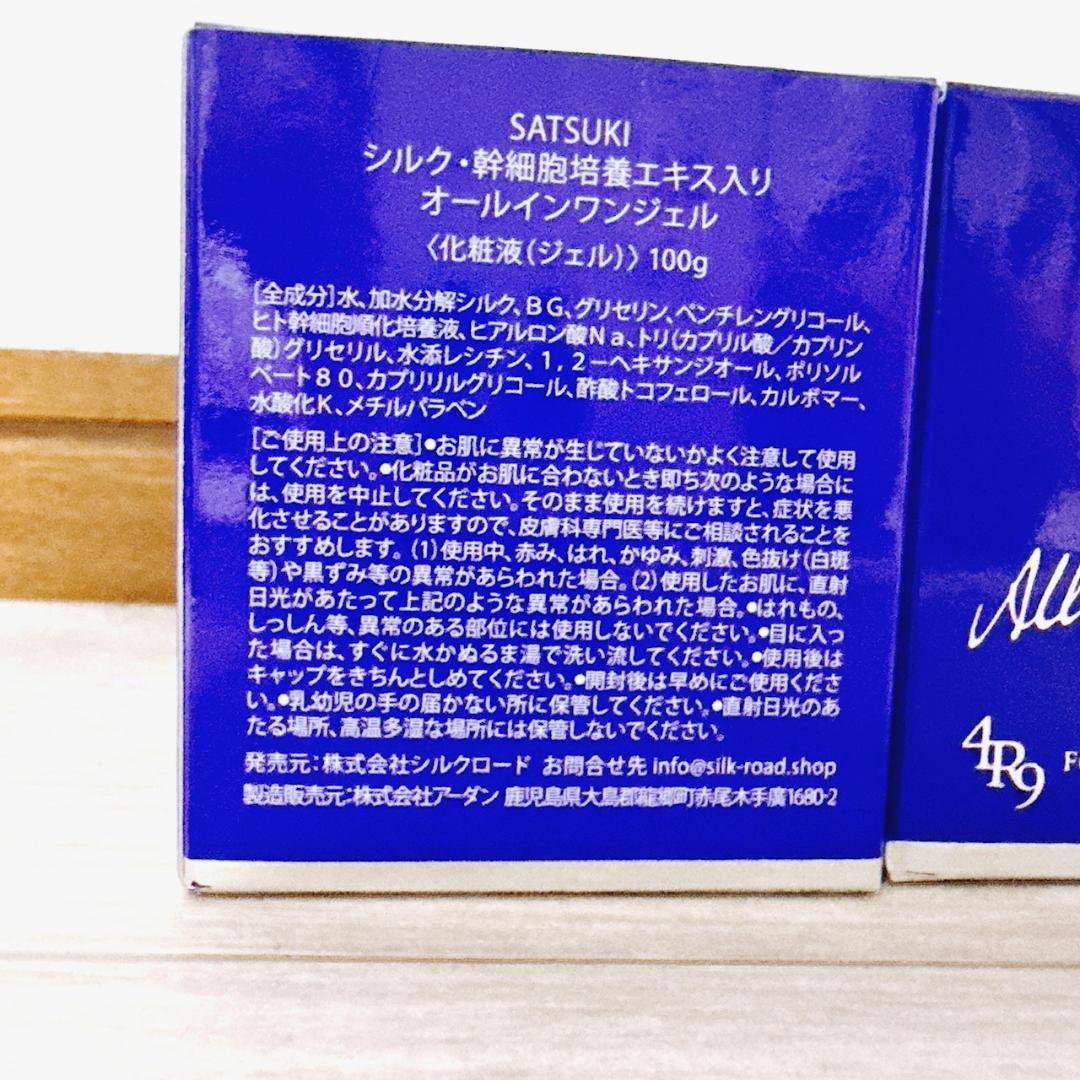 SATSUKI
シルク・幹細胞培養エキス入り
オールインワンジェル
〈化粧液(ジェル)〉100g
[全成分]水、加水分解シルク、BG、グリセリン、ペンチレングリコール、
ヒト幹細胞順化培養液、ヒアルロン酸Na、トリ(カプリル酸／カプリン
酸)グリセリル、水添レシチン、1,2－ヘキサンジオール、ポリソル
ベート80、カプリリルグリコール、酢酸トコフェロール、カルボマー、
水酸化K、メチルパラベン
[ご使用上の注意]●お肌に異常が生じていないかよく注意して使用
してください。●化粧品がお肌に合わないとき即ち次のような場合に
は、使用を中止してください。そのまま使用を続けますと、症状を悪
化させることがありますので、皮膚科専門医等にご相談されることを
おすすめします。(1)使用中、赤み、はれ、かゆみ、刺激、色抜け(白斑
等)や黒ずみ等の異常があらわれた場合。(2)使用したお肌に、直射
日光があたって上記のような異常があらわれた場合。●はれもの、
しっしん等、異常のある部位には使用しないでください。●目に入っ
た場合は、すぐに水かぬるま湯で洗い流してください。●使用後は
キャップをきちんとしめてください。●開封後は早めにご使用くださ
い。●乳幼児の手の届かない所に保管してください。●直射日光のあ
たる場所、高温多湿な場所には保管しないでください。
発売元：株式会社シルクロード お問合せ先 info@silk-road.shop
製造販売元：株式会社アーダン 鹿児島県大島郡龍郷町赤尾木手廣1680-2
All
4R9